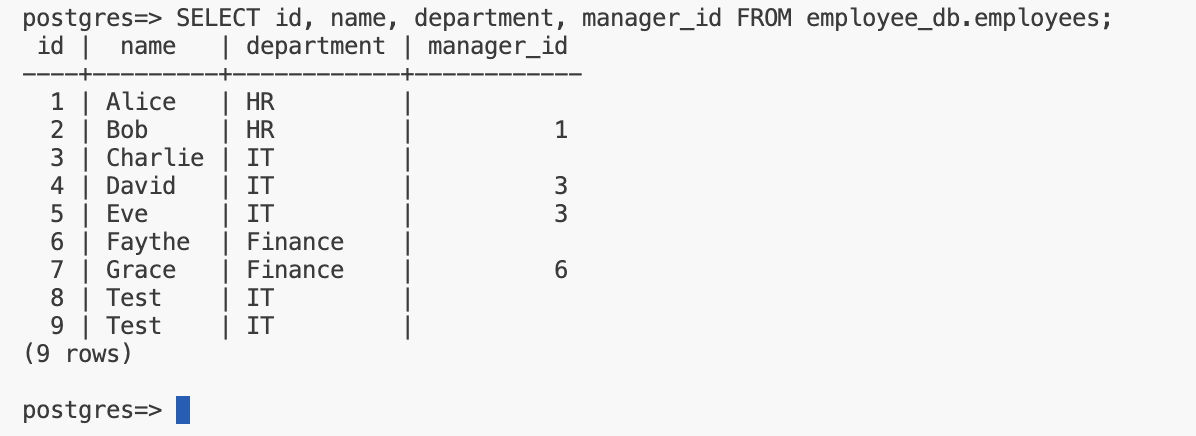 postgres=> SELECT id, name, department, manager_id FROM employee_db.employees;
 id |  name   | department | manager_id
----+---------+------------+------------
  1 | Alice   | HR         |
  2 | Bob     | HR         |          1
  3 | Charlie | IT         |
  4 | David   | IT         |          3
  5 | Eve     | IT         |          3
  6 | Faythe  | Finance    |
  7 | Grace   | Finance    |          6
  8 | Test    | IT         |
  9 | Test    | IT         |
(9 rows)

postgres=>